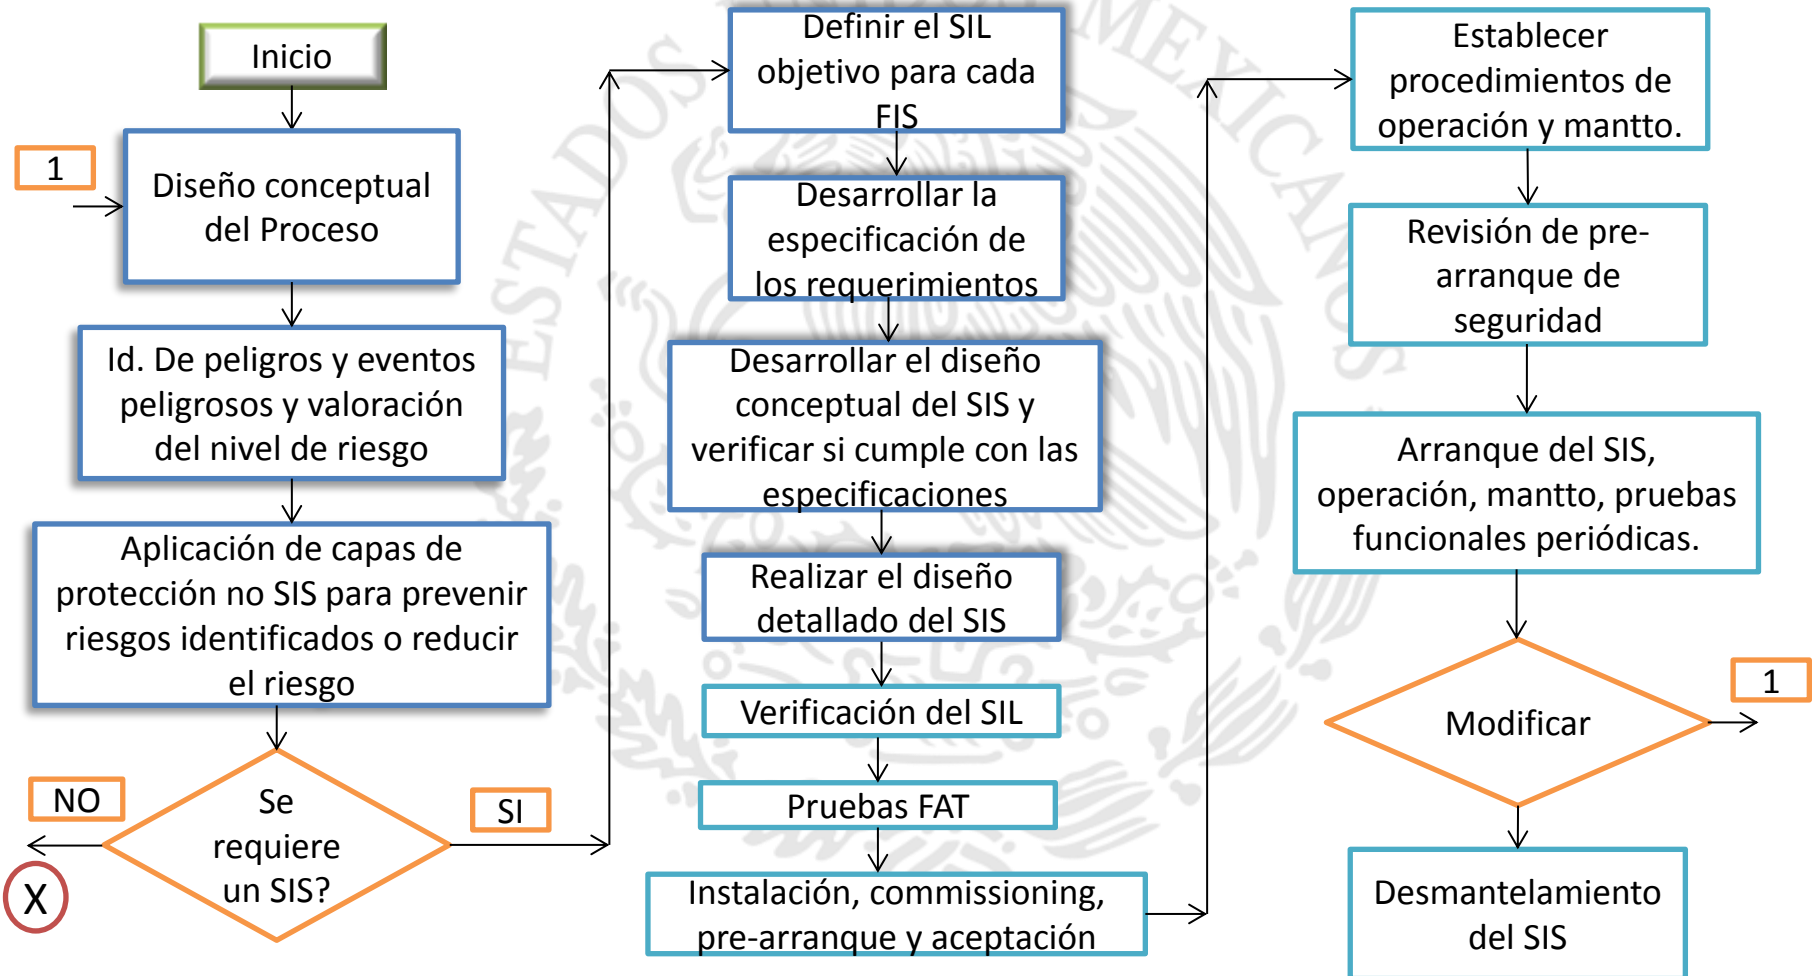 Inicio
1
Diseño conceptual
del Proceso
Id. De peligros y eventos
peligrosos y valoración
del nivel de riesgo
Aplicación de capas de
protección no SIS para prevenir
riesgos identificados o reducir
el riesgo
NO
Se
requiere
un SIS?
SI
X
Definir el SIL
objetivo para cada
FIS
Desarrollar la
especificación de
los requerimientos
Desarrollar el diseño
conceptual del SIS y
verificar si cumple con las
especificaciones
Realizar el diseño
detallado del SIS
Verificación del SIL
Pruebas FAT
Instalación, commissioning,
pre-arranque y aceptación
Establecer
procedimientos de
operación y mantto.
Revisión de pre-
arranque de
seguridad
Arranque del SIS,
operación, mantto, pruebas
funcionales periódicas.
Modificar
1
Desmantelamiento
del SIS
ESTADOS UNIDOS MEXICANOS